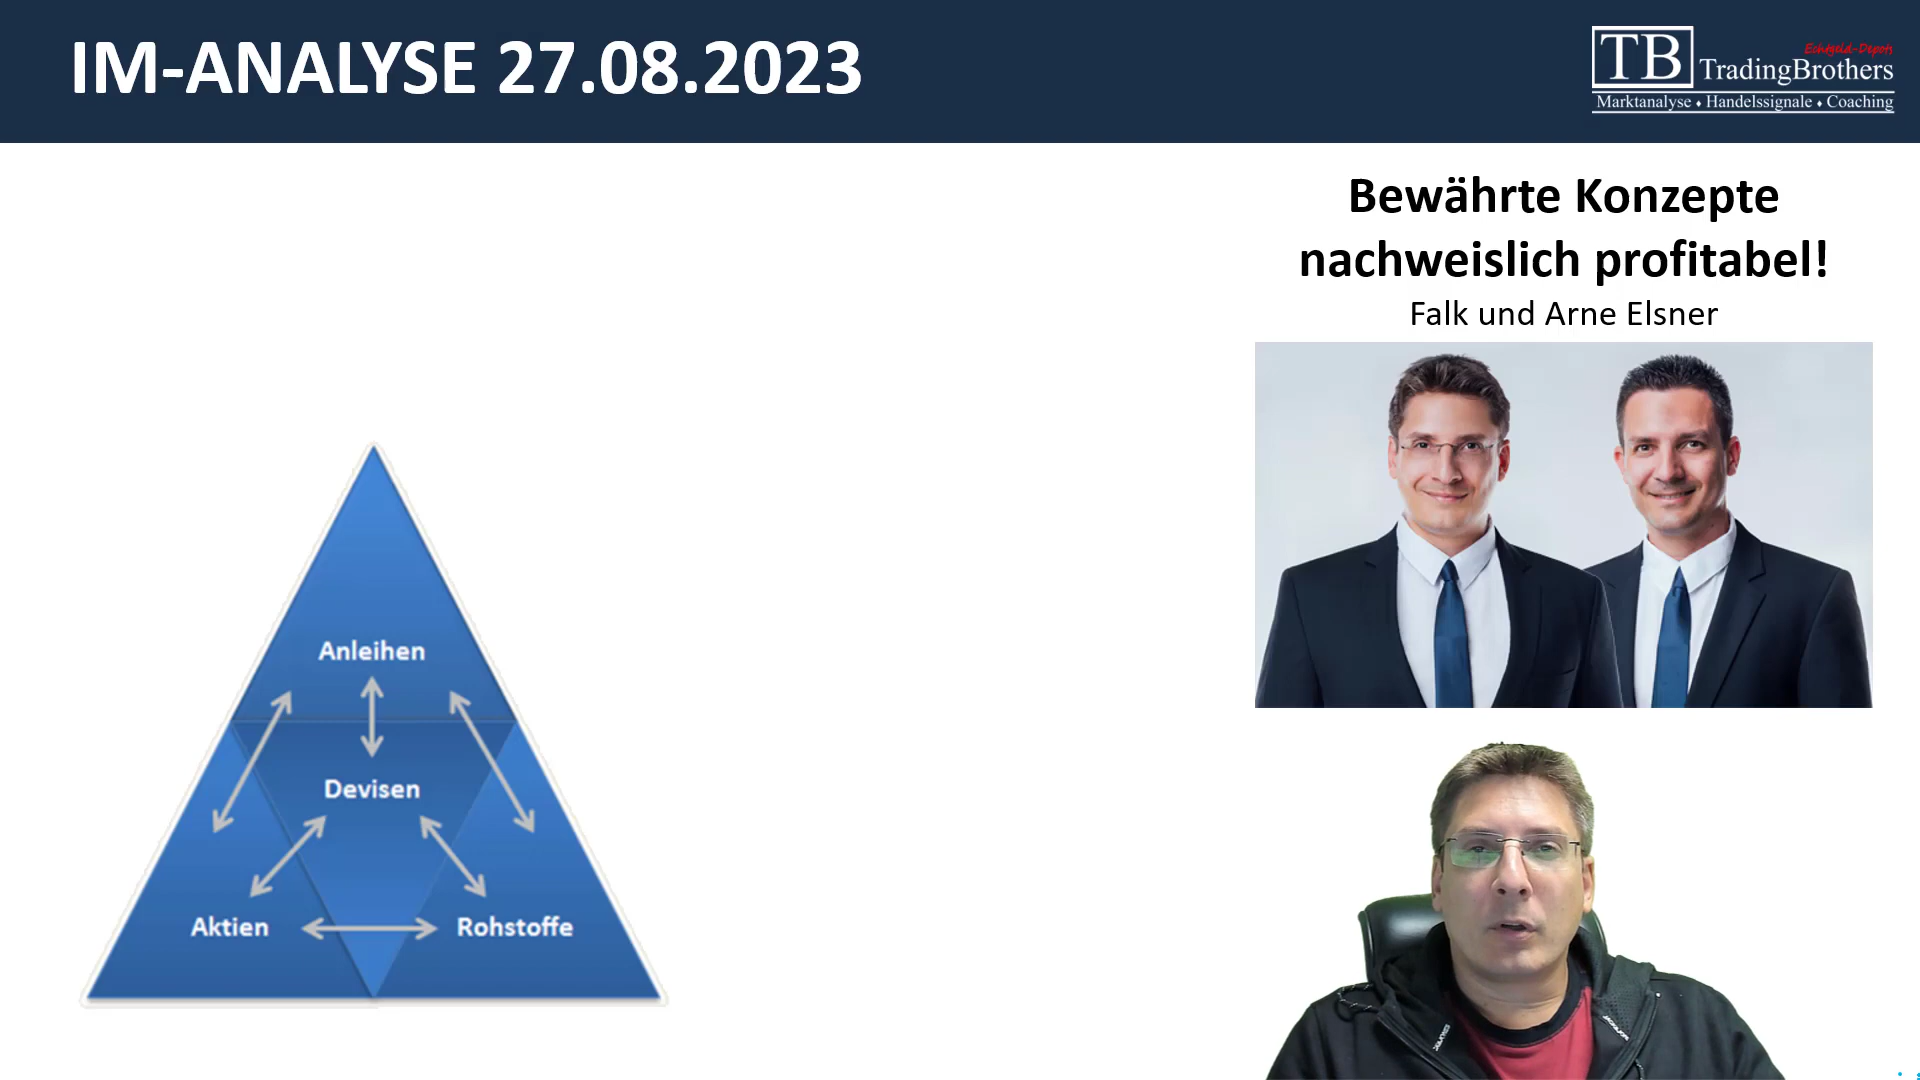 IM-ANALYSE 27.08.2023
TB
Echtgeld-Depots
TradingBrothers
Marktanalyse ♦ Handelssignale ♦ Coaching
Bewährte Konzepte
nachweislich profitabel!
Falk und Arne Elsner
Anleihen
Devisen
Aktien
Rohstoffe